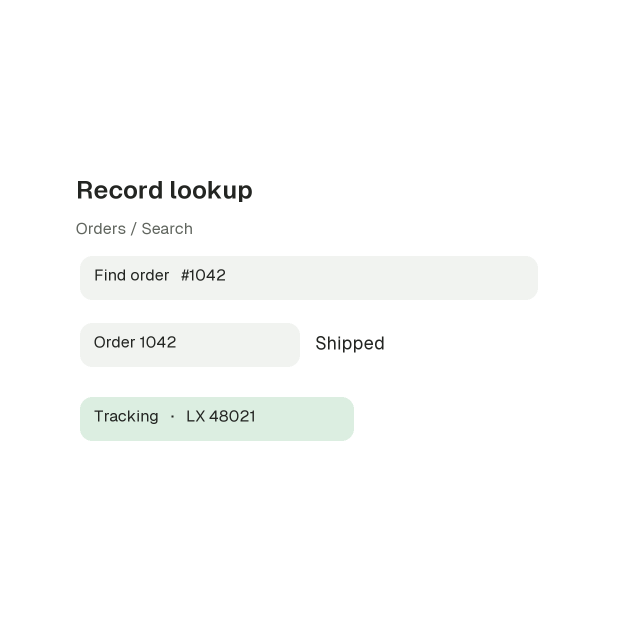 Record lookup
Orders / Search
Find order #1042
Order 1042 Shipped
Tracking · LX 48021